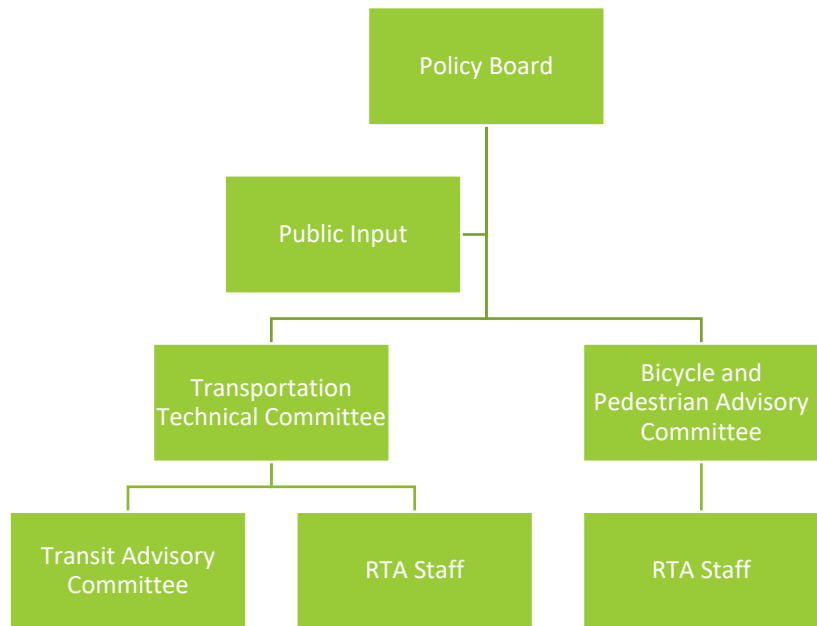 Policy Board
Public Input
Transportation
Technical Committee
Bicycle and
Pedestrian Advisory
Committee
Transit Advisory
Committee
RTA Staff
RTA Staff